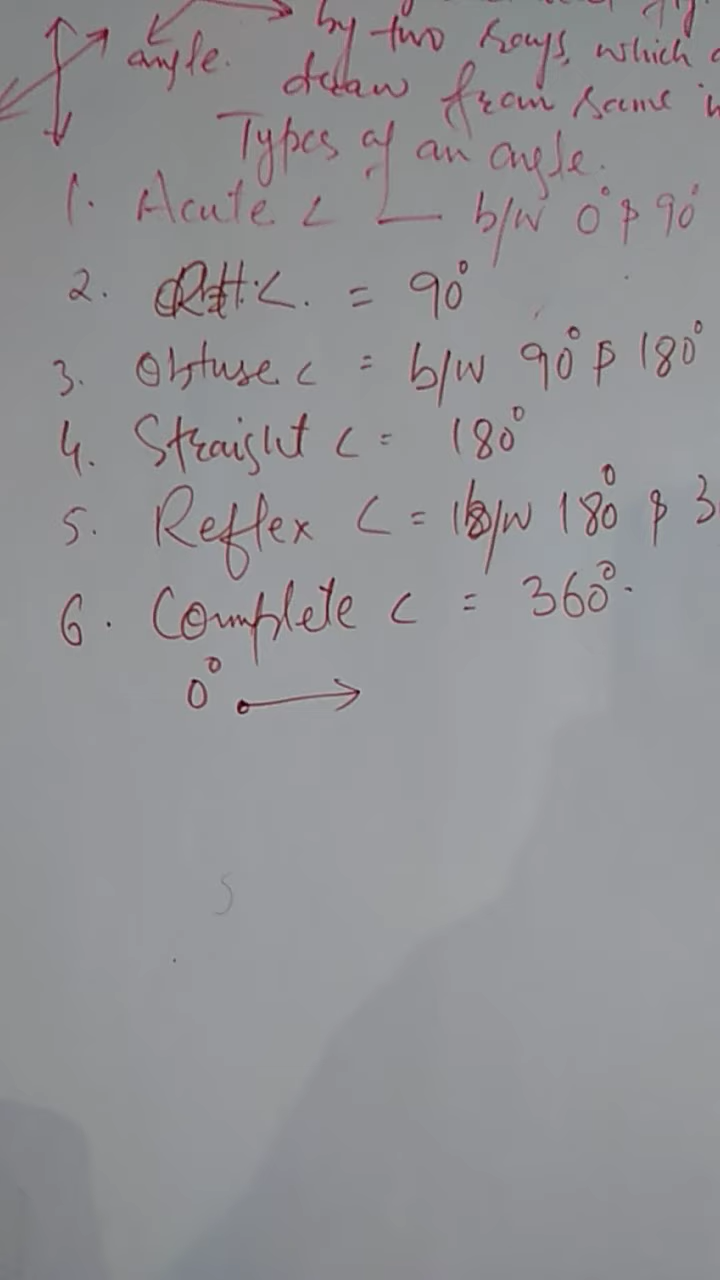 by two rays, which
angle. draw from same
Types of an angle.
1. Acute < b/w 0° & 90°
2. Rt. <. = 90°
3. Obtuse < = b/w 90° & 180°
4. Straight < = 180°
5. Reflex < = b/w 180° & 3
6. Complete < = 360°.
0°